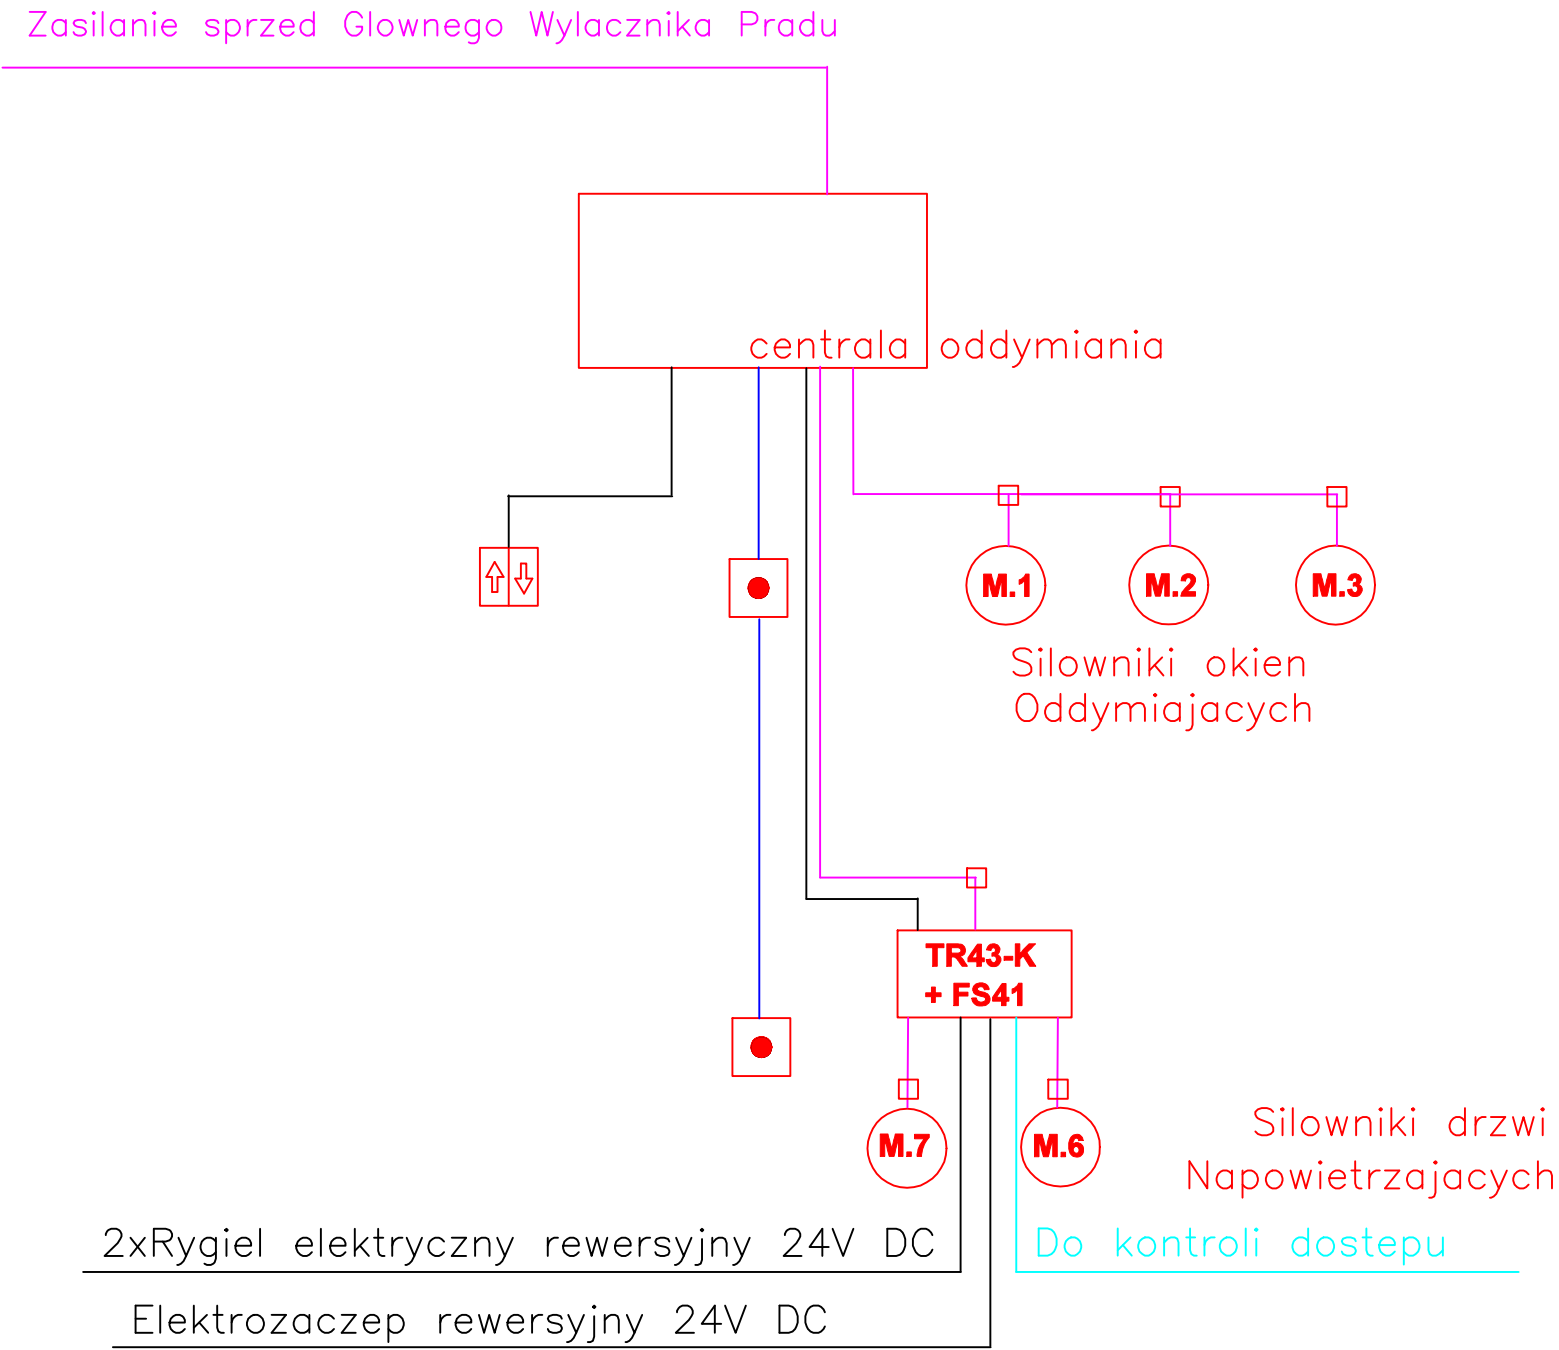 Zasilanie sprzed Glownego Wylacznika Pradu
centrala oddymiania
M.1 M.2 M.3
Silowniki okien
Oddymiajacych
TR43-K
+ FS41
M.7 M.6
Silowniki drzwi
Napowietrzajacych
2xRygiel elektryczny rewersyjny 24V DC
Do kontroli dostepu
Elektrozaczep rewersyjny 24V DC